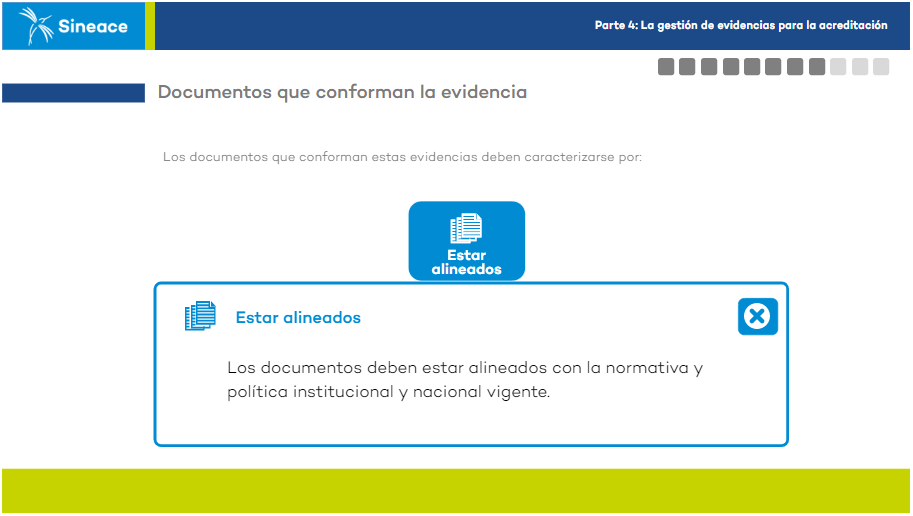 Sineace
Parte 4: La gestión de evidencias para la acreditación
Documentos que conforman la evidencia
Los documentos que conforman estas evidencias deben caracterizarse por:
Estar
alineados
Estar alineados
Los documentos deben estar alineados con la normativa y
política institucional y nacional vigente.